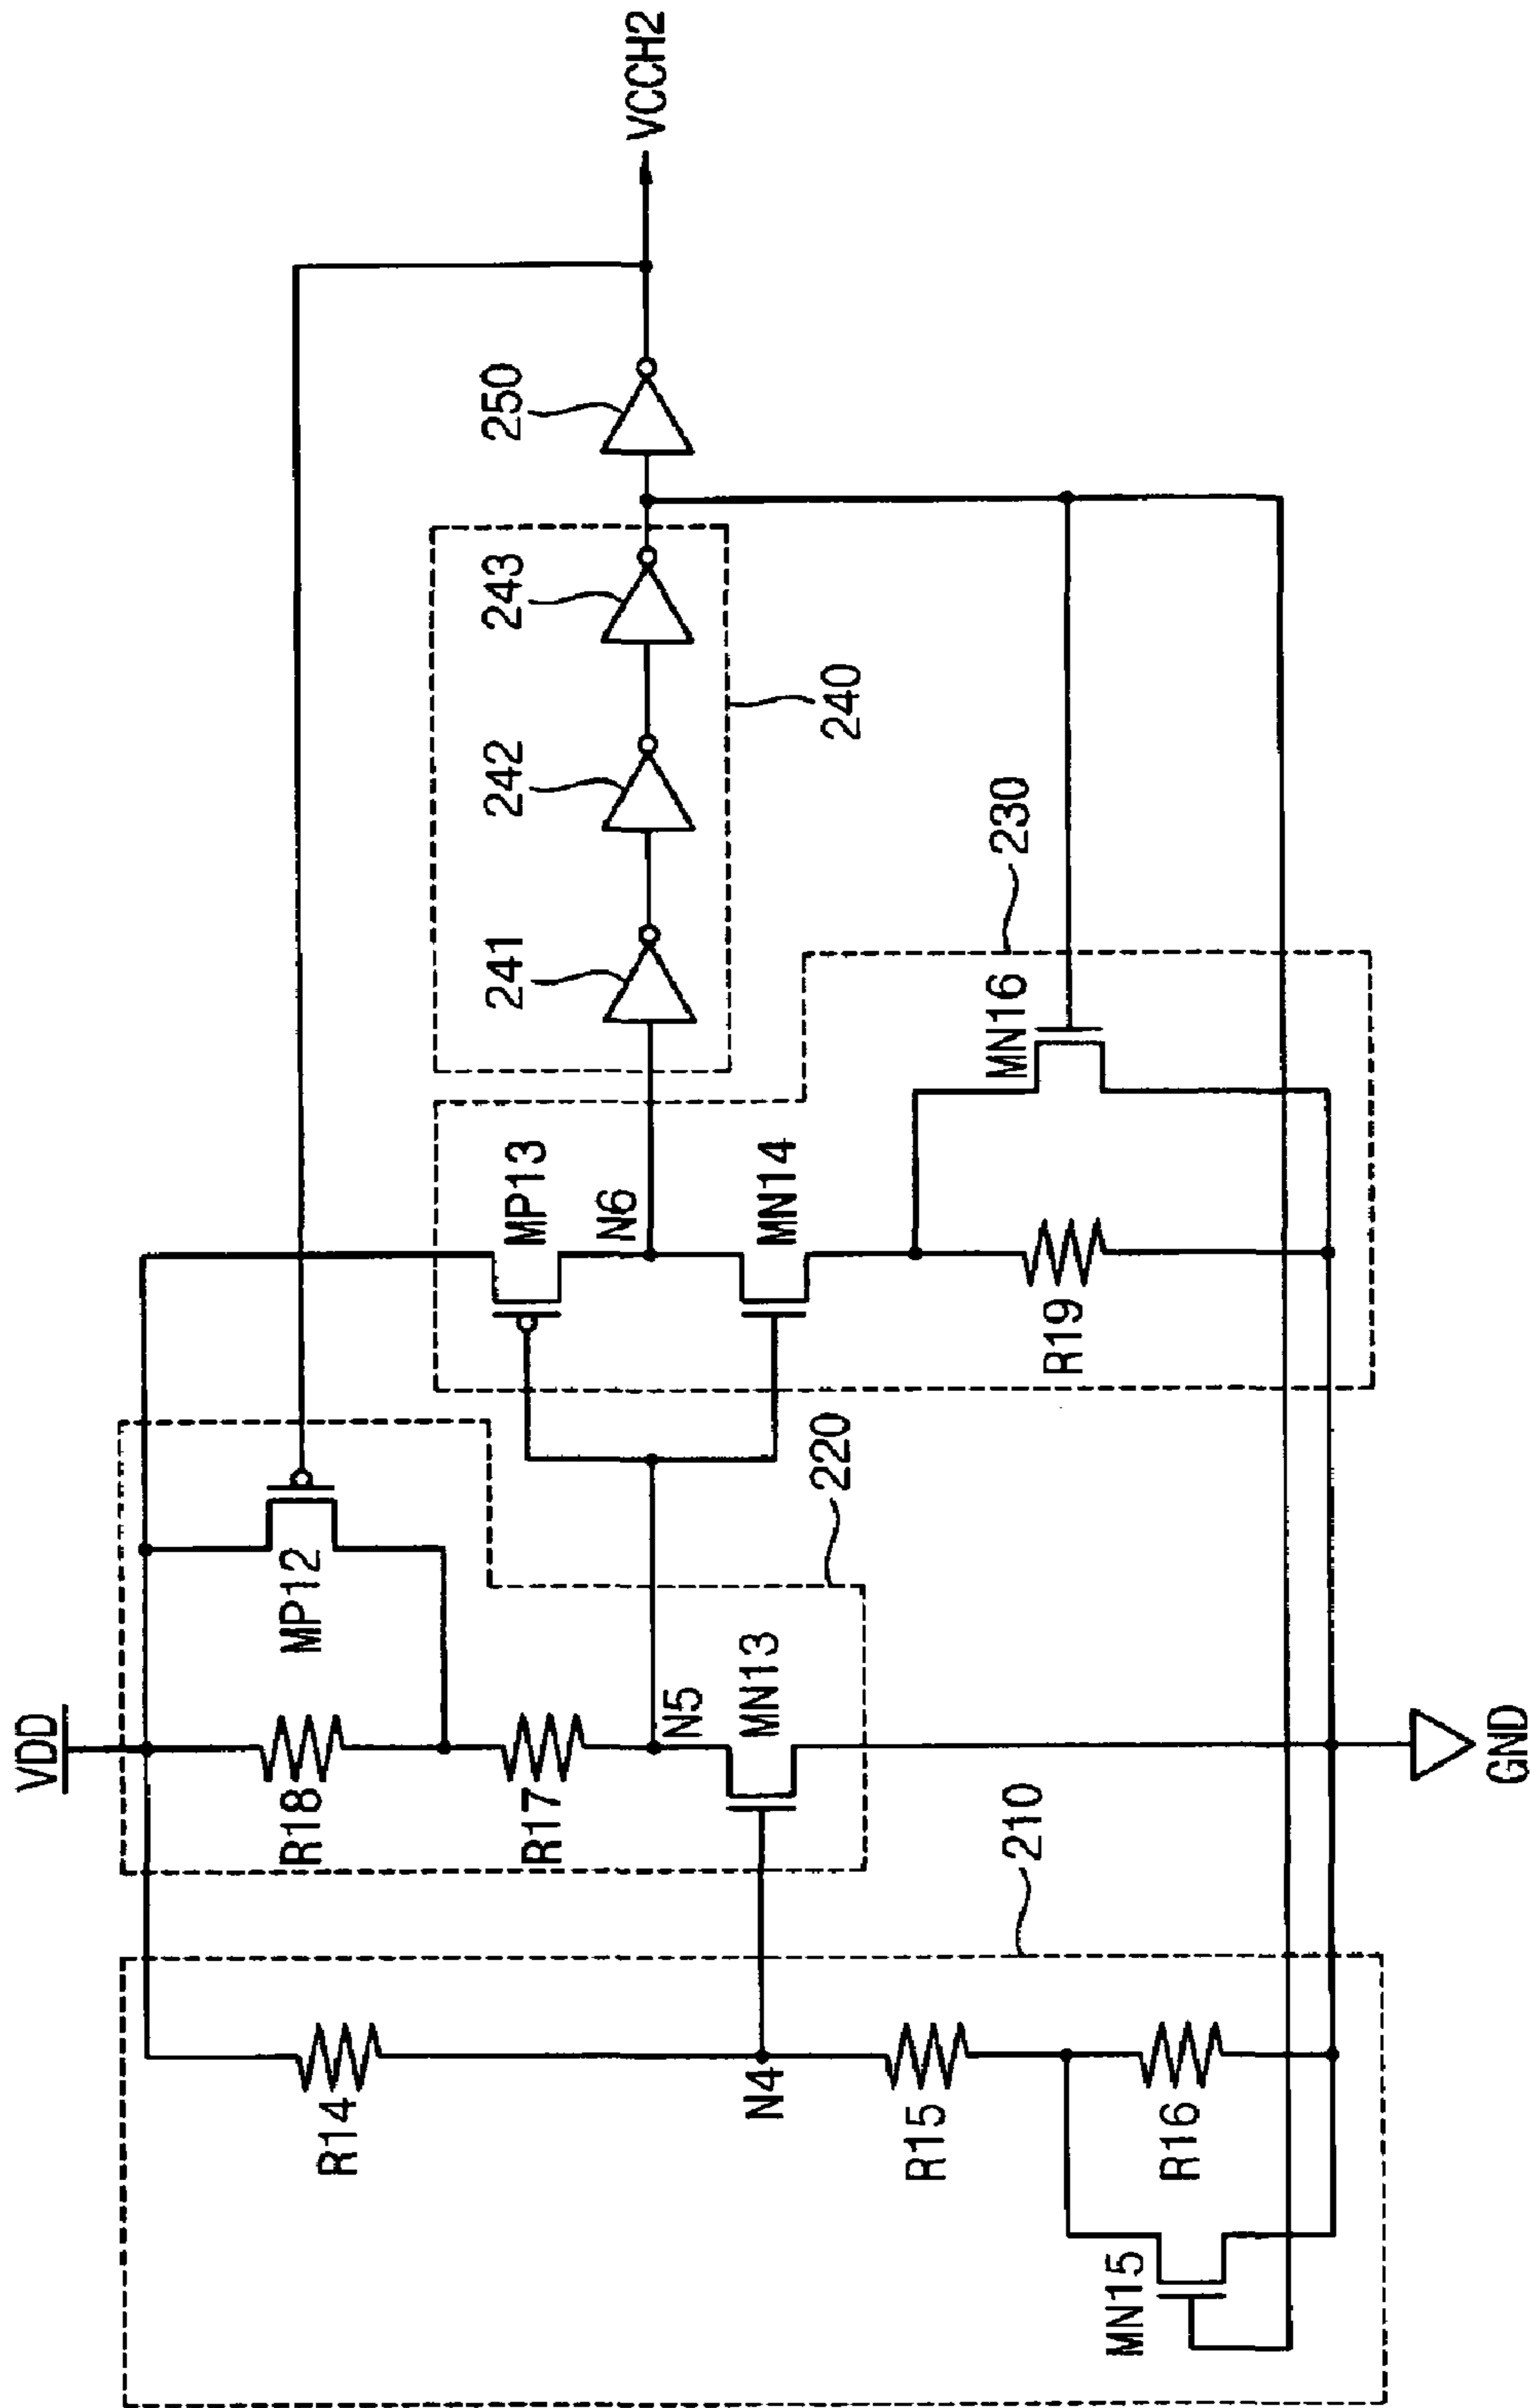 VDD
R18
MP12
R17
N5
MN13
220
R14
N4
R15
R16
MN15
210
MP13
N6
MN14
R19
MN16
230
241
242
243
240
250
VCCH2
GND